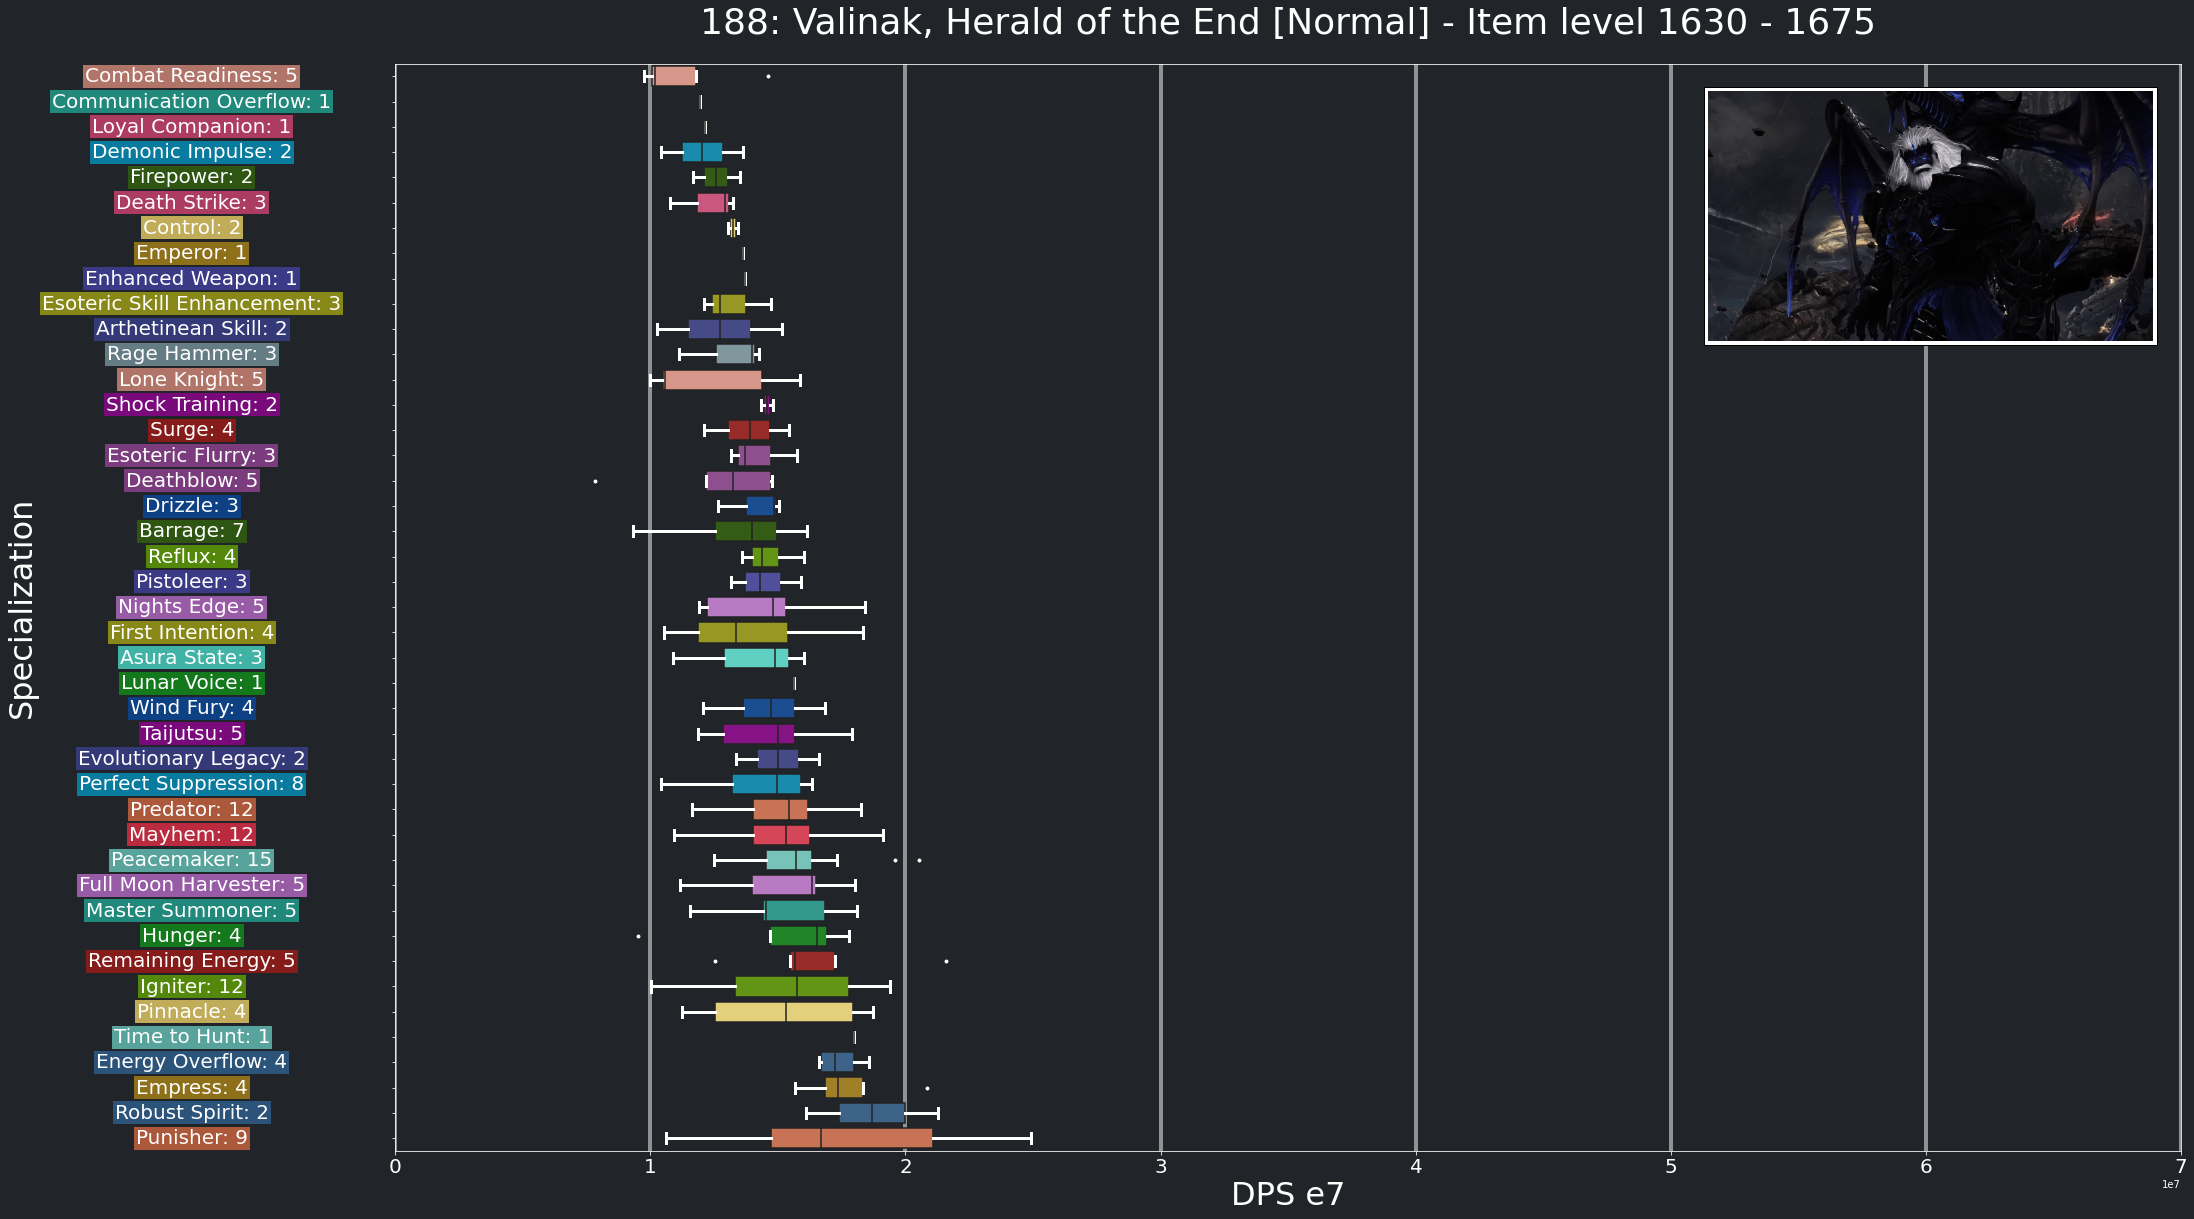 188: Valinak, Herald of the End [Normal] - Item level 1630 - 1675
Combat Readiness: 5
Communication Overflow: 1
Loyal Companion: 1
Demonic Impulse: 2
Firepower: 2
Death Strike: 3
Control: 2
Emperor: 1
Enhanced Weapon: 1
Esoteric Skill Enhancement: 3
Arthetinean Skill: 2
Rage Hammer: 3
Lone Knight: 5
Shock Training: 2
Surge: 4
Esoteric Flurry: 3
Deathblow: 5
Drizzle: 3
Barrage: 7
Reflux: 4
Pistoleer: 3
Nights Edge: 5
First Intention: 4
Asura State: 3
Lunar Voice: 1
Wind Fury: 4
Taijutsu: 5
Evolutionary Legacy: 2
Perfect Suppression: 8
Predator: 12
Mayhem: 12
Peacemaker: 15
Full Moon Harvester: 5
Master Summoner: 5
Hunger: 4
Remaining Energy: 5
Igniter: 12
Pinnacle: 4
Time to Hunt: 1
Energy Overflow: 4
Empress: 4
Robust Spirit: 2
Punisher: 9
Specialization
0 1 2 3 4 5 6 7
1e7
DPS e7